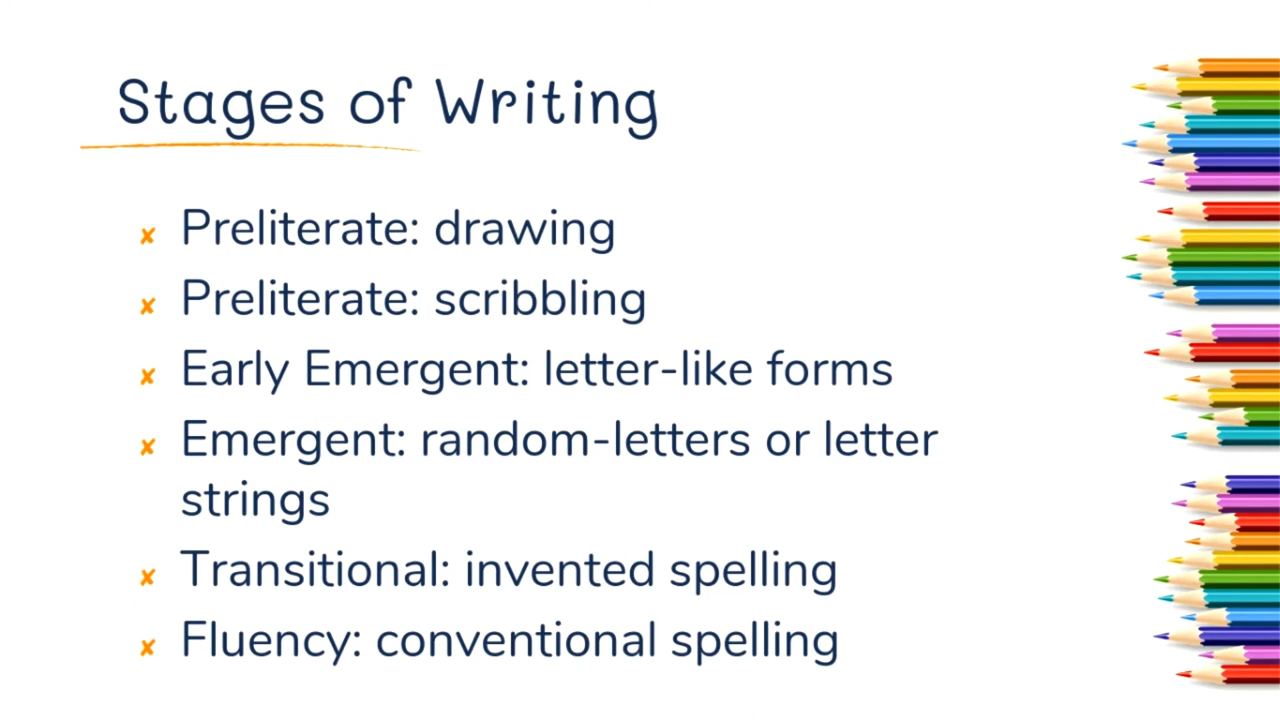 Stages of Writing
Preliterate: drawing
Preliterate: scribbling
Early Emergent: letter-like forms
Emergent: random-letters or letter
strings
Transitional: invented spelling
Fluency: conventional spelling